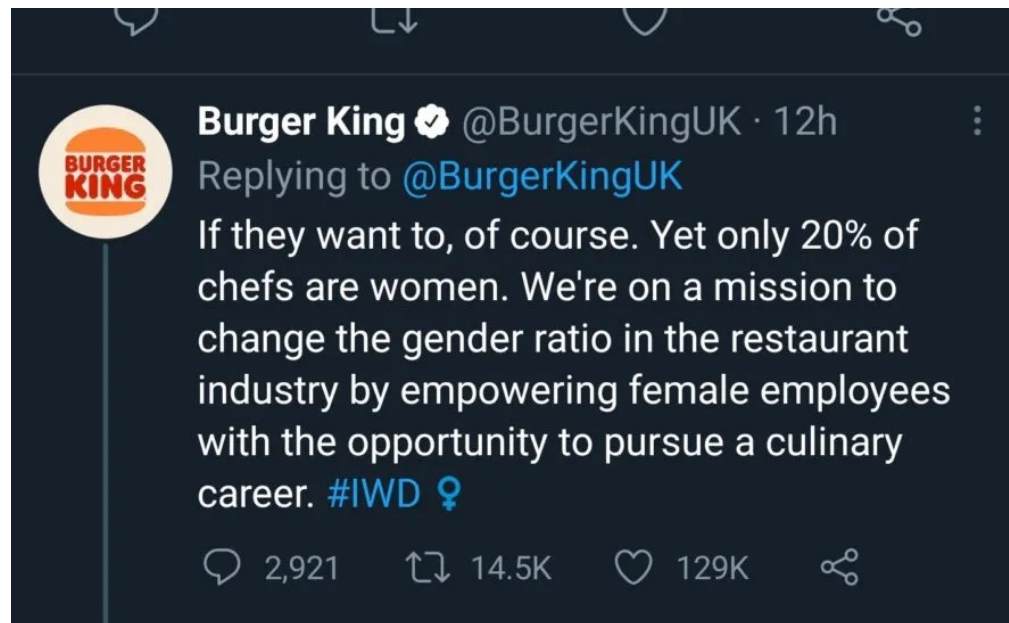 BURGER
KING
Burger King @BurgerKingUK · 12h
Replying to @BurgerKingUK
If they want to, of course. Yet only 20% of
chefs are women. We're on a mission to
change the gender ratio in the restaurant
industry by empowering female employees
with the opportunity to pursue a culinary
career. #IWD ♀
2,921 14.5K 129K